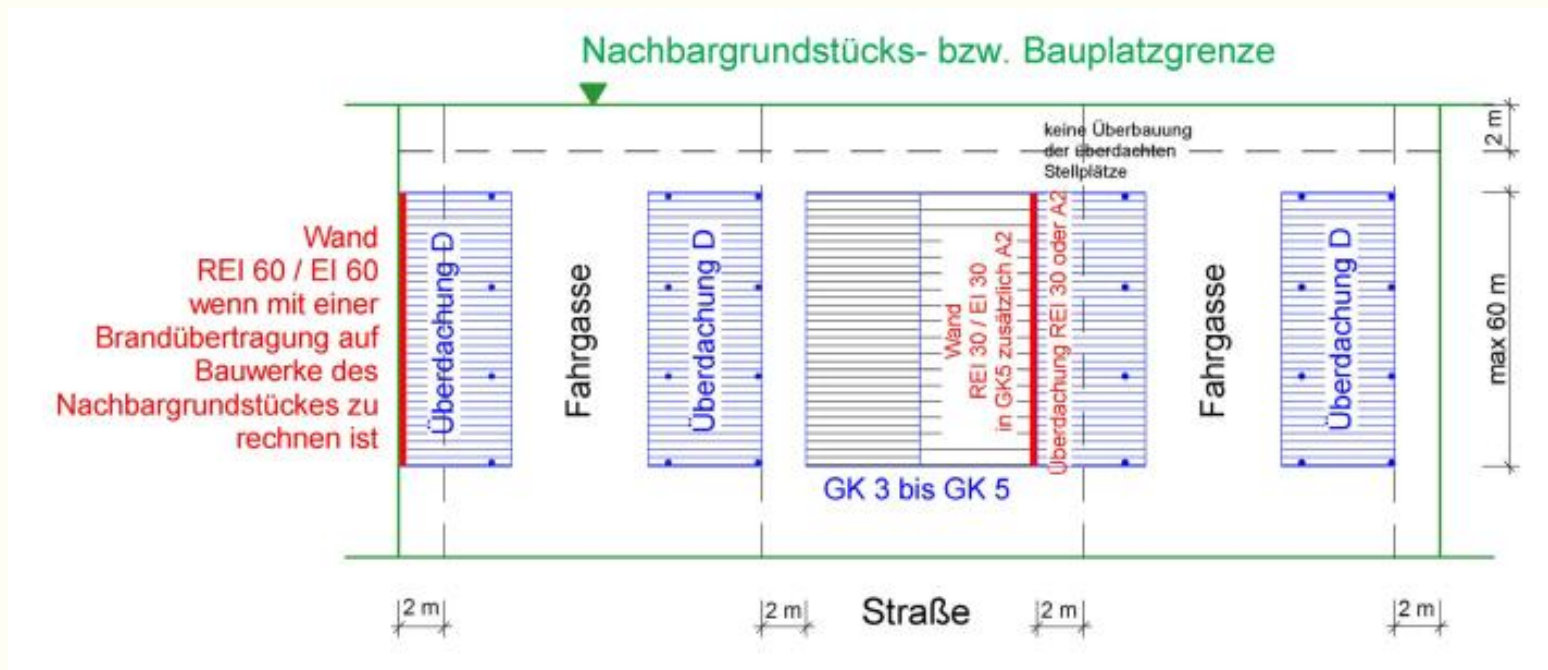 Nachbargrundstücks- bzw. Bauplatzgrenze
keine Überbauung
der überdachten
Stellplätze
2 m
Wand
REI 60 / EI 60
wenn mit einer
Brandübertragung auf
Bauwerke des
Nachbargrundstückes zu
rechnen ist
Überdachung D
Fahrgasse
Überdachung D
Wand
REI 30 / EI 30
in GK5 zusätzlich A2
Überdachung REI 30 oder A2
Fahrgasse
Überdachung D
max 60 m
GK 3 bis GK 5
2 m
2 m
Straße
2 m
2 m